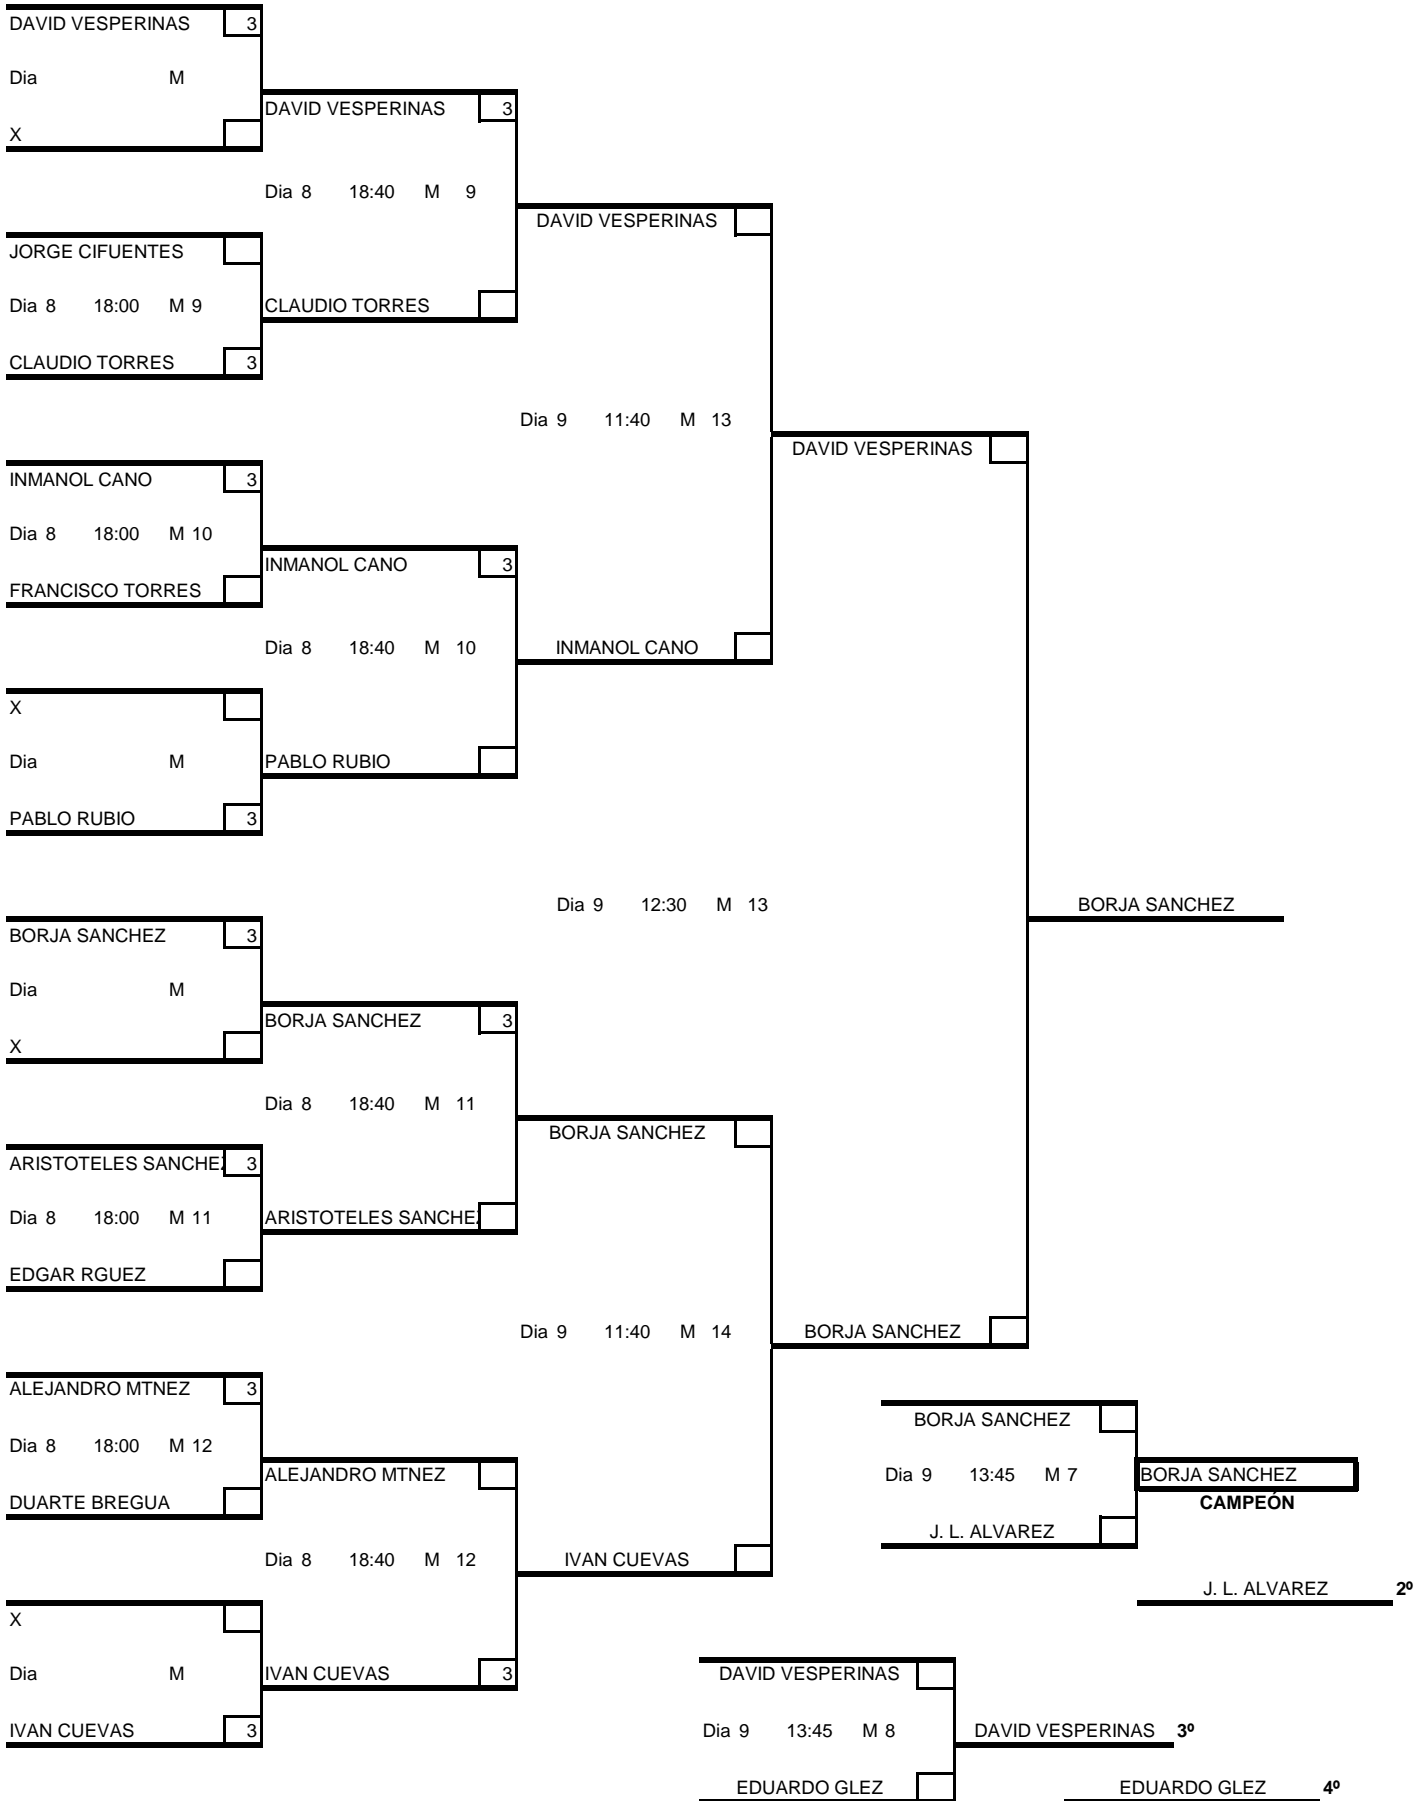 DAVID VESPERINAS 3
Dia M
DAVID VESPERINAS 3
X
Dia 8 18:40 M 9
DAVID VESPERINAS
JORGE CIFUENTES
Dia 8 18:00 M 9 CLAUDIO TORRES
CLAUDIO TORRES 3
Dia 9 11:40 M 13
DAVID VESPERINAS
INMANOL CANO 3
Dia 8 18:00 M 10
INMANOL CANO 3
FRANCISCO TORRES
Dia 8 18:40 M 10 INMANOL CANO
X
Dia M PABLO RUBIO
PABLO RUBIO 3
Dia 9 12:30 M 13 BORJA SANCHEZ
BORJA SANCHEZ 3
Dia M
BORJA SANCHEZ 3
X
Dia 8 18:40 M 11
BORJA SANCHEZ
ARISTOTELES SANCHEZ 3
Dia 8 18:00 M 11 ARISTOTELES SANCHEZ
EDGAR RGUEZ
Dia 9 11:40 M 14 BORJA SANCHEZ
ALEJANDRO MTNEZ 3
BORJA SANCHEZ
Dia 8 18:00 M 12
ALEJANDRO MTNEZ Dia 9 13:45 M 7 BORJA SANCHEZ
DUARTE BREGUA CAMPEÓN
J. L. ALVAREZ
Dia 8 18:40 M 12 IVAN CUEVAS
J. L. ALVAREZ 2º
X
Dia M IVAN CUEVAS 3 DAVID VESPERINAS
IVAN CUEVAS 3 Dia 9 13:45 M 8 DAVID VESPERINAS 3º
EDUARDO GLEZ EDUARDO GLEZ 4º